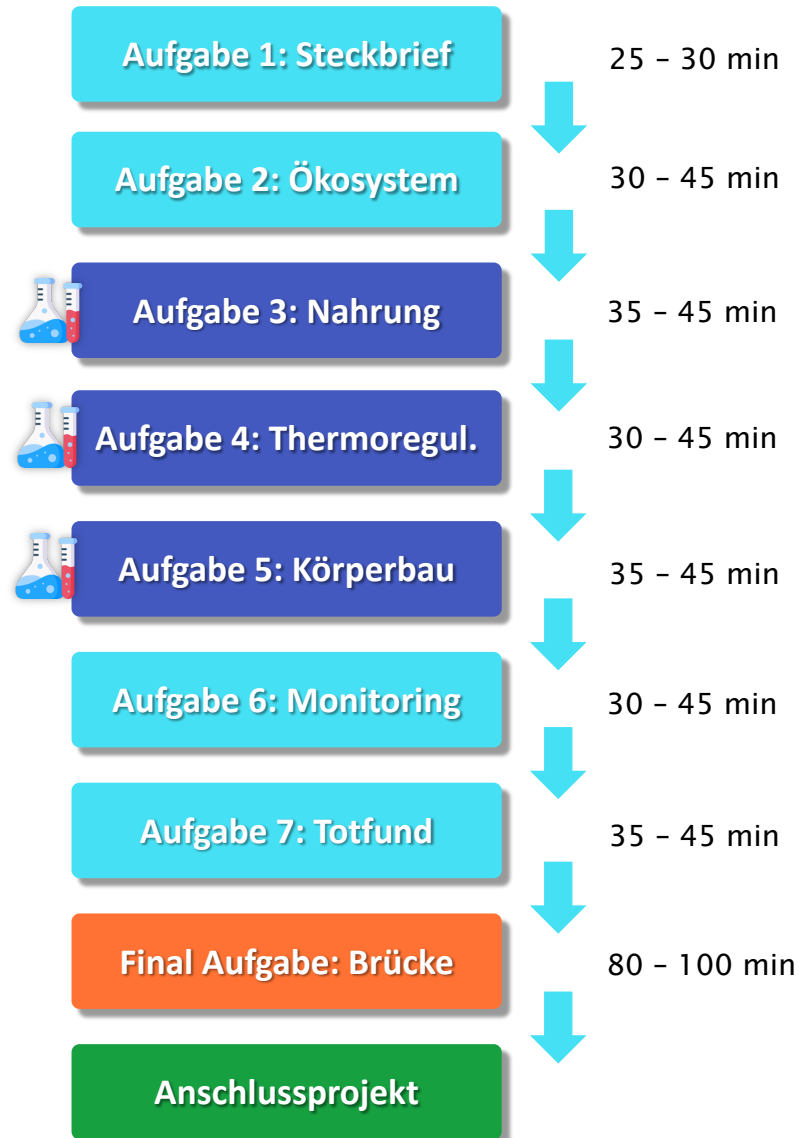 Aufgabe 1: Steckbrief
25 – 30 min
Aufgabe 2: Ökosystem
30 – 45 min
Aufgabe 3: Nahrung
35 – 45 min
Aufgabe 4: Thermoregul.
30 – 45 min
Aufgabe 5: Körperbau
35 – 45 min
Aufgabe 6: Monitoring
30 – 45 min
Aufgabe 7: Totfund
35 – 45 min
Final Aufgabe: Brücke
80 – 100 min
Anschlussprojekt